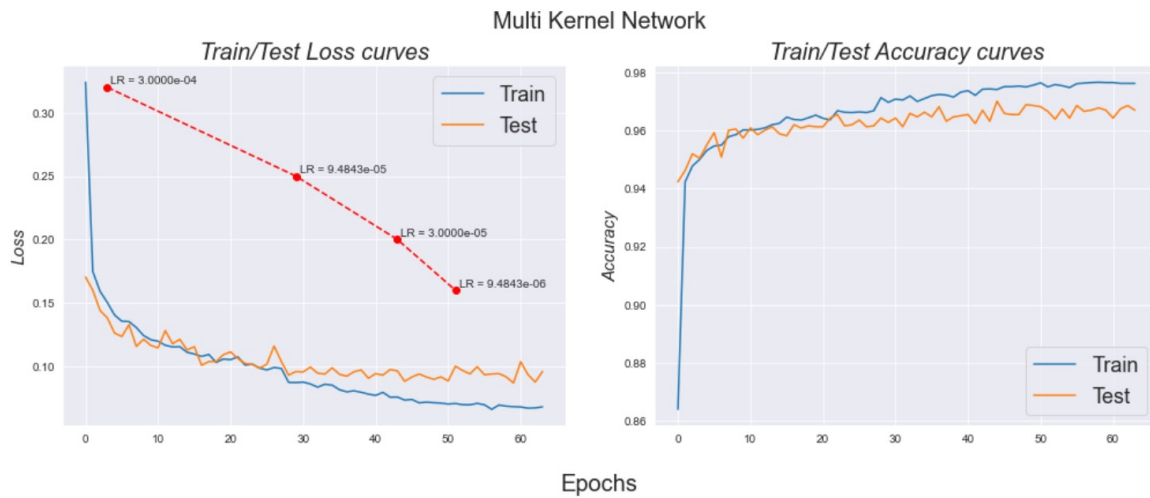 Multi Kernel Network
Train/Test Loss curves
LR = 3.0000e-04
LR = 9.4843e-05
LR = 3.0000e-05
LR = 9.4843e-06
Train
Test
Loss
0.30
0.25
0.20
0.15
0.10
0 10 20 30 40 50 60
Train/Test Accuracy curves
Accuracy
0.98
0.96
0.94
0.92
0.90
0.88
0.86
Train
Test
0 10 20 30 40 50 60
Epochs